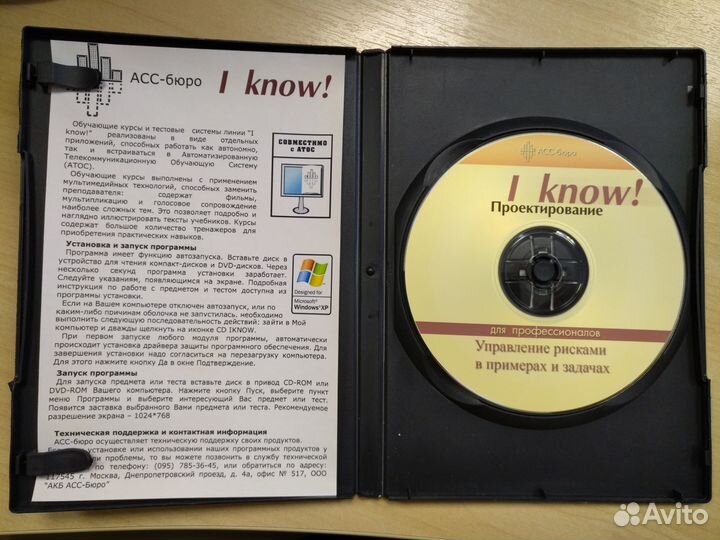 АСС-бюро I know!
Обучающие курсы и тестовые системы линии "I
know!" реализованы в виде отдельных
приложений, способных работать как автономно,
так и встраиваться в Автоматизированную
Телекоммуникационную Обучающую Систему
(АТОС).
Обучающие курсы выполнены с применением
мультимедийных технологий, способных заменить
преподавателя: содержат фильмы,
мультипликацию и голосовое сопровождение
наиболее сложных тем. Это позволяет подробно и
наглядно иллюстрировать тексты учебников. Курсы
содержат большое количество тренажеров для
приобретения практических навыков.
СОВМЕСТИМО
с АТОС
Установка и запуск программы
Программа имеет функцию автозапуска. Вставьте диск в
устройство для чтения компакт-дисков и DVD-дисков. Через
несколько секунд программа установки заработает.
Следуйте указаниям, появляющимся на экране. Подробная
инструкция по работе с предметом и тестом доступна из
программы установки.
Если на Вашем компьютере отключен автозапуск, или по
каким-либо причинам оболочка не запустилась, необходимо
выполнить следующую последовательность действий: зайти в Мой
компьютер и дважды щелкнуть на иконке CD IKNOW.
При первом запуске любого модуля программы, автоматически
происходит установка драйвера защиты программного обеспечения. Для
завершения установки надо согласиться на перезагрузку компьютера.
Для этого нажмите кнопку Да в окне Подтверждение.
Designed for
Microsoft®
Windows®XP
Запуск программы
Для запуска предмета или теста вставьте диск в привод CD-ROM или
DVD-ROM Вашего компьютера. Нажмите кнопку Пуск, выберите пункт
меню Программы и выберите интересующий Вас предмет или тест.
Появится заставка выбранного Вами предмета или теста. Рекомендуемое
разрешение экрана – 1024*768
Техническая поддержка и контактная информация
АСС-бюро осуществляет техническую поддержку своих продуктов.
установке или использовании наших программных продуктов у
или проблемы, то вы можете позвонить в службу технической
по телефону: (095) 785-36-45, или обратиться по адресу:
117545 г. Москва, Днепропетровский проезд, д. 4а, офис № 517, ООО
"АКБ АСС-Бюро"
АСС-бюро
I know!
Проектирование
для профессионалов
Управление рисками
в примерах и задачах
Avito